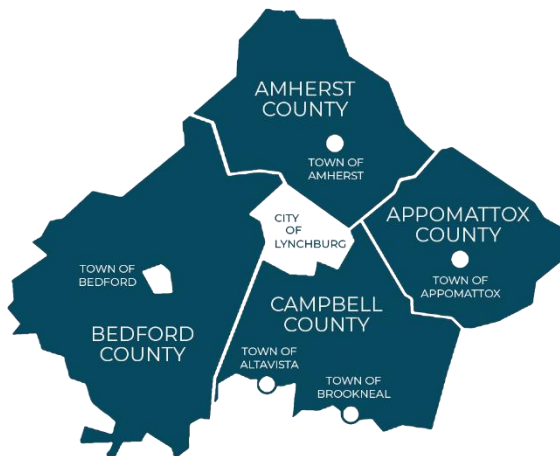 AMHERST
COUNTY
TOWN OF
AMHERST
CITY
OF
LYNCHBURG
APPOMATTOX
COUNTY
TOWN OF
APPOMATTOX
TOWN OF
BEDFORD
BEDFORD
COUNTY
CAMPBELL
COUNTY
TOWN OF
ALTAVISTA
TOWN OF
BROOKNEAL